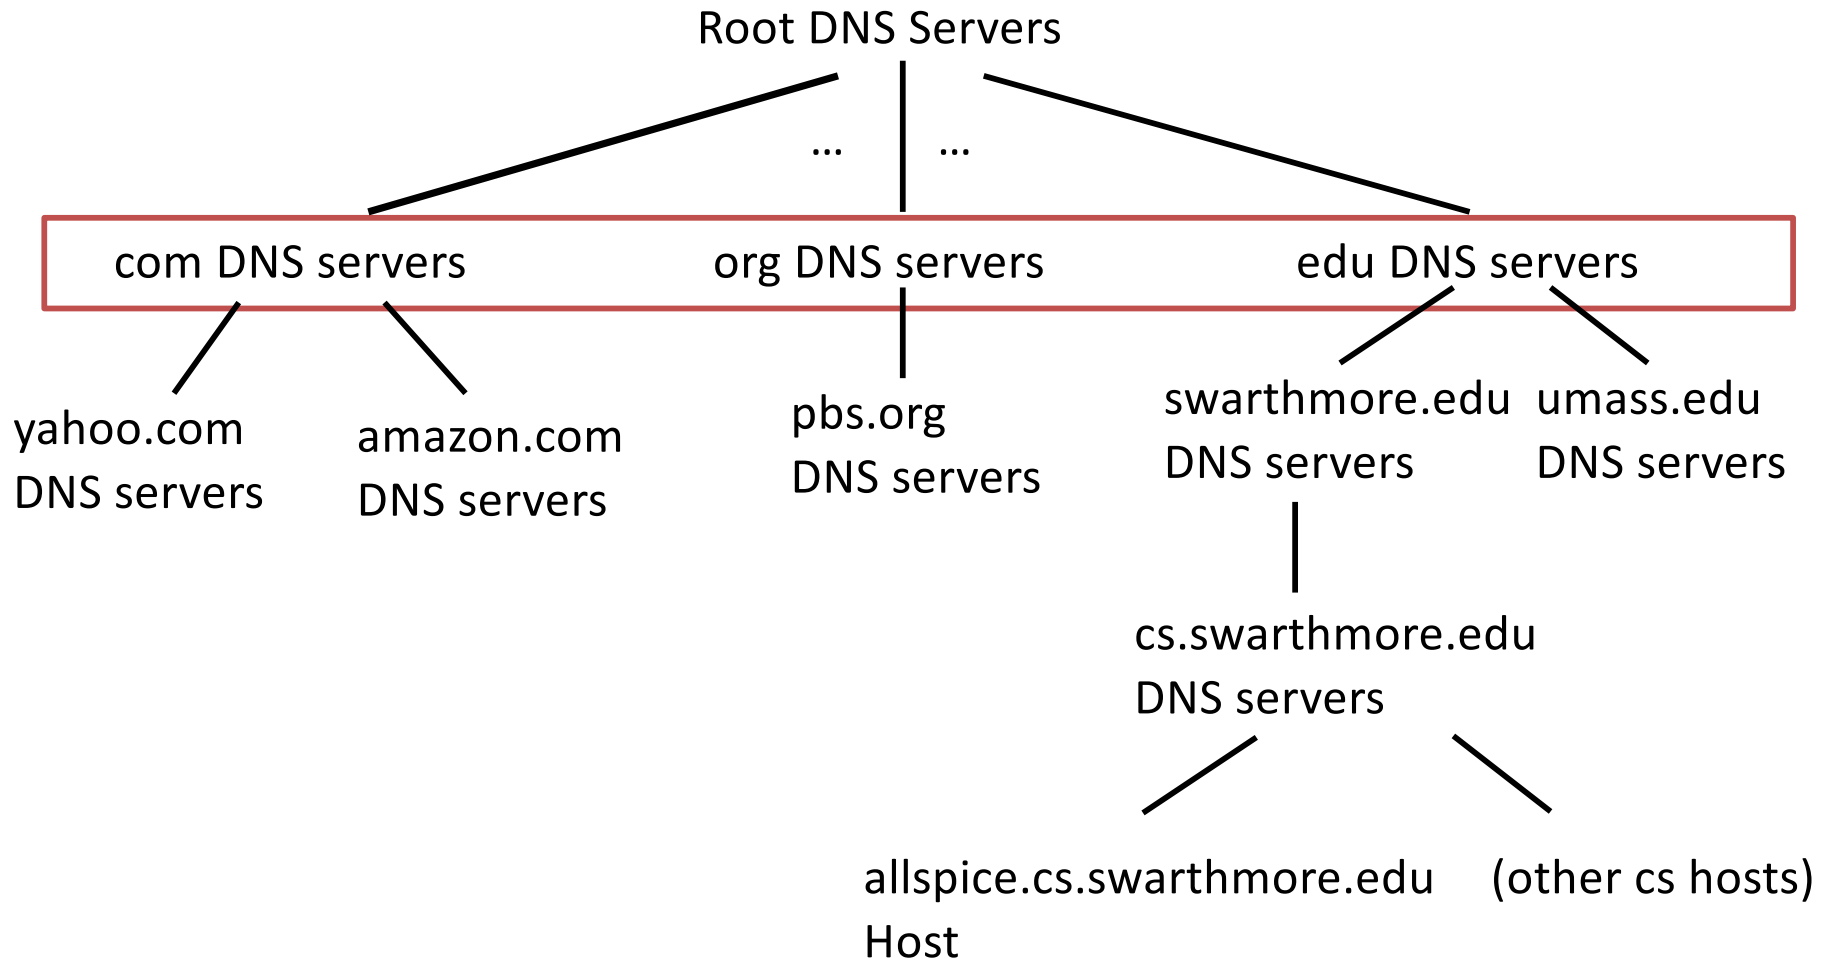 Root DNS Servers
... ...
com DNS servers org DNS servers edu DNS servers
yahoo.com
DNS servers
amazon.com
DNS servers
pbs.org
DNS servers
swarthmore.edu
DNS servers
umass.edu
DNS servers
cs.swarthmore.edu
DNS servers
allspice.cs.swarthmore.edu
Host
(other cs hosts)